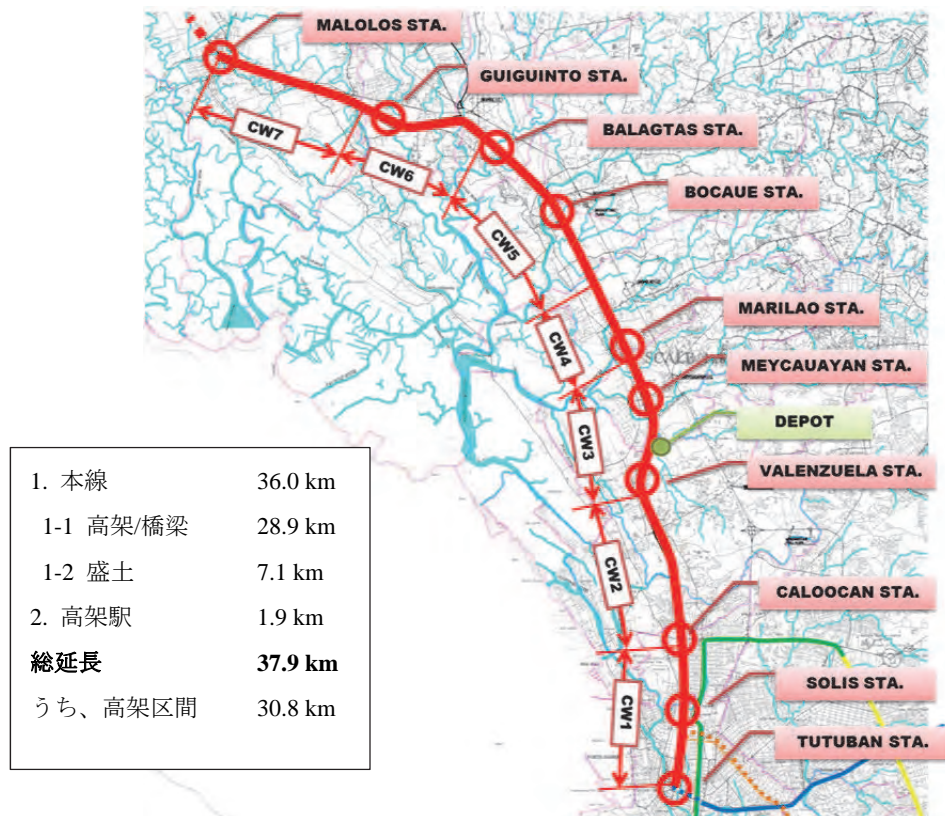 MALOLOS STA.
GUIGUINTO STA.
BALAGTAS STA.
BOCAUE STA.
MARILAO STA.
SCALE
MEYCAUAYAN STA.
DEPOT
VALENZUELA STA.
CALOOCAN STA.
SOLIS STA.
TUTUBAN STA.
CW7
CW6
CW5
CW4
CW3
CW2
CW1
1. 本線 36.0 km
1-1 高架/橋梁 28.9 km
1-2 盛土 7.1 km
2. 高架駅 1.9 km
総延長 37.9 km
うち、高架区間 30.8 km